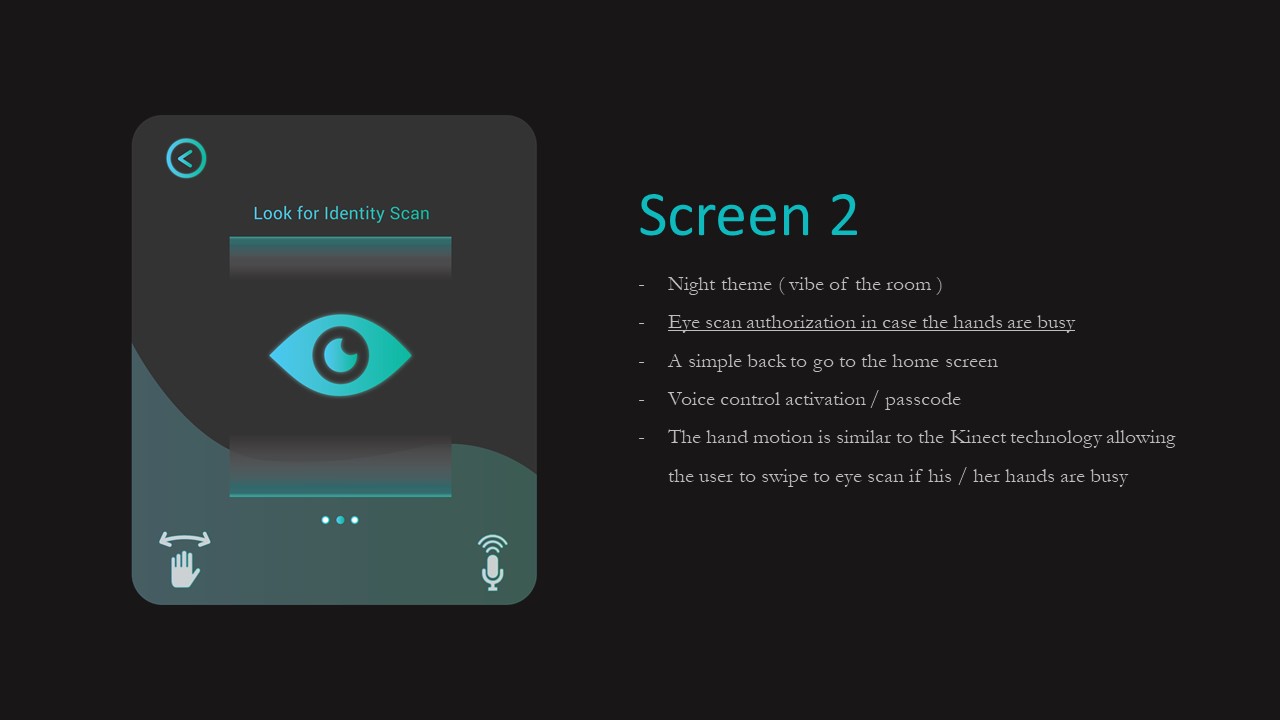 Look for Identity Scan
Screen 2
- Night theme ( vibe of the room )
- Eye scan authorization in case the hands are busy
- A simple back to go to the home screen
- Voice control activation / passcode
- The hand motion is similar to the Kinect technology allowing
the user to swipe to eye scan if his / her hands are busy